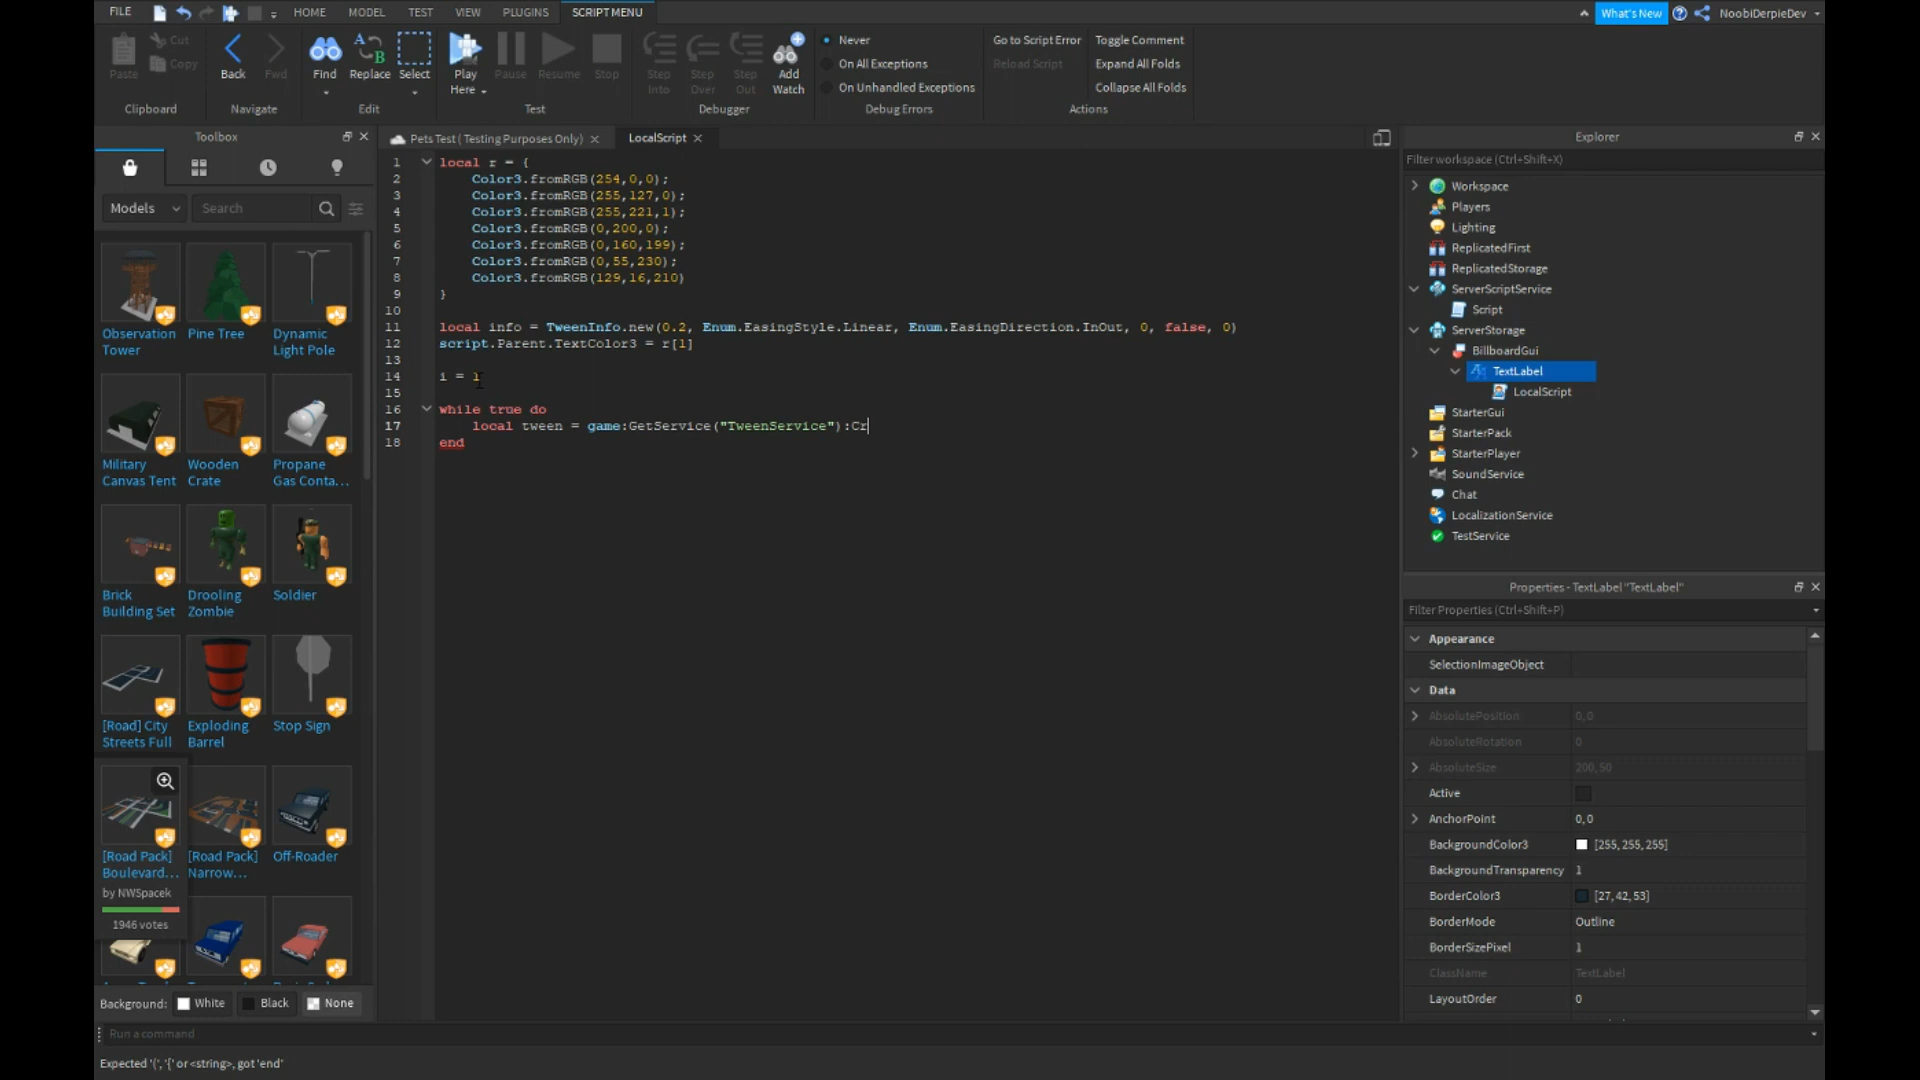 FILE HOME MODEL TEST VIEW PLUGINS SCRIPT MENU What's New NoobiDerpieDev
Cut
Copy
Paste
Back Fwd
Find Replace Select
Play Pause Resume Stop
Here
Step Step Step Add
Into Over Out Watch
Never
On All Exceptions
On Unhandled Exceptions
Go to Script Error Toggle Comment
Reload Script Expand All Folds
Collapse All Folds
Clipboard Navigate Edit Test Debugger Debug Errors Actions
Toolbox
Models Search
Observation Tower
Pine Tree
Dynamic Light Pole
Military Canvas Tent
Wooden Crate
Propane Gas Conta...
Brick Building Set
Drooling Zombie
Soldier
[Road] City Streets Full
Exploding Barrel
Stop Sign
[Road Pack] Boulevard...
by NWSpacek
1946 votes
[Road Pack] Narrow...
Off-Roader
Background: White Black None
Pets Test ( Testing Purposes Only) LocalScript
1 local r = {
2 Color3.fromRGB(254,0,0);
3 Color3.fromRGB(255,127,0);
4 Color3.fromRGB(255,221,1);
5 Color3.fromRGB(0,200,0);
6 Color3.fromRGB(0,160,199);
7 Color3.fromRGB(0,55,230);
8 Color3.fromRGB(129,16,210)
9 }
10
11 local info = TweenInfo.new(0.2, Enum.EasingStyle.Linear, Enum.EasingDirection.InOut, 0, false, 0)
12 script.Parent.TextColor3 = r[1]
13
14 i = 1
15
16 while true do
17 local tween = game:GetService("TweenService"):Cr
18 end
Explorer
Filter workspace (Ctrl+Shift+X)
Workspace
Players
Lighting
ReplicatedFirst
ReplicatedStorage
ServerScriptService
Script
ServerStorage
BillboardGui
TextLabel
LocalScript
StarterGui
StarterPack
StarterPlayer
SoundService
Chat
LocalizationService
TestService
Properties - TextLabel "TextLabel"
Filter Properties (Ctrl+Shift+P)
Appearance
SelectionImageObject
Data
AbsolutePosition 0,0
AbsoluteRotation 0
AbsoluteSize 200,50
Active
AnchorPoint 0,0
BackgroundColor3 [255,255,255]
BackgroundTransparency 1
BorderColor3 [27,42,53]
BorderMode Outline
BorderSizePixel 1
ClassName TextLabel
LayoutOrder 0
Run a command
Expected '(', '{' or <string>, got 'end'